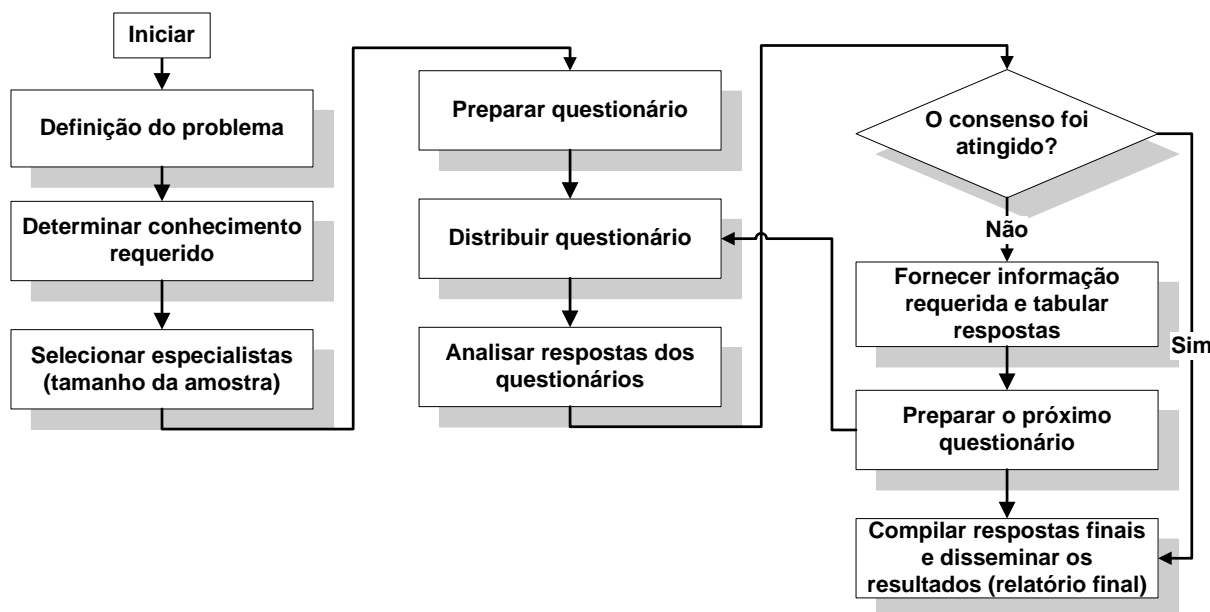 Iniciar
Definição do problema
Determinar conhecimento
requerido
Selecionar especialistas
(tamanho da amostra)
Preparar questionário
Distribuir questionário
Analisar respostas dos
questionários
O consenso foi
atingido?
Não
Fornecer informação
requerida e tabular
respostas
Sim
Preparar o próximo
questionário
Compilar respostas finais
e disseminar os
resultados (relatório final)